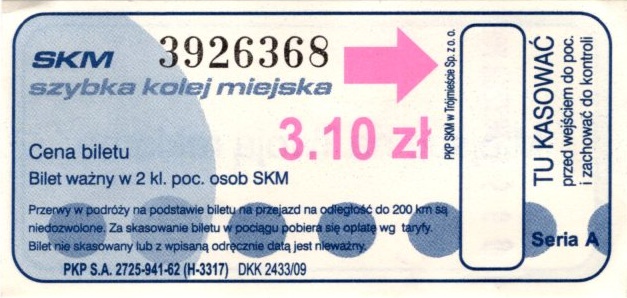 SKM 3926368
szybka kolej miejska
3.10 zł
Cena biletu
Bilet ważny w 2 kl. poc. osob SKM
Przerwy w podróży na podstawie biletu na przejazd na odległość do 200 km są
niedozwolone. Za skasowanie biletu w pociągu pobiera się opłatę wg taryfy.
Bilet nie skasowany lub z wpisaną odręcznie datą jest nieważny.
PKP S.A. 2725-941-62 (H-3317) DKK 2433/09
PKP SKM w Trójmieście Sp. z o. o.
TU KASOWAĆ
przed wejściem do poc.
i zachować do kontroli
Seria A